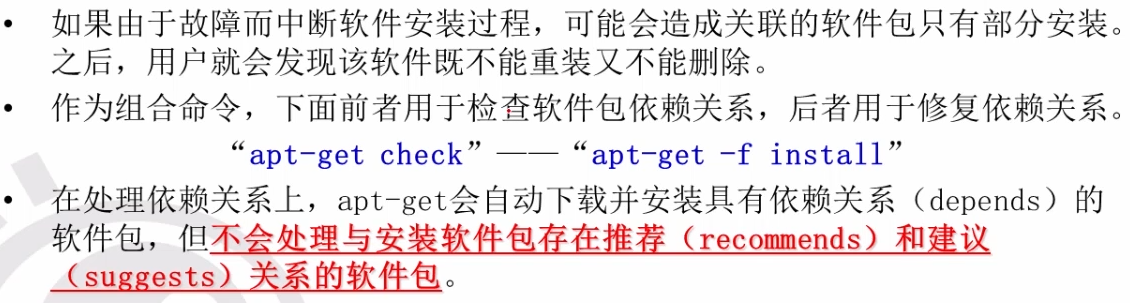 • 如果由于故障而中断软件安装过程，可能会造成关联的软件包只有部分安装。
之后，用户就会发现该软件既不能重装又不能删除。
• 作为组合命令，下面前者用于检查软件包依赖关系，后者用于修复依赖关系。
“apt-get check”——“apt-get -f install”
• 在处理依赖关系上，apt-get会自动下载并安装具有依赖关系（depends）的
软件包，但不会处理与安装软件包存在推荐（recommends）和建议
（suggests）关系的软件包。